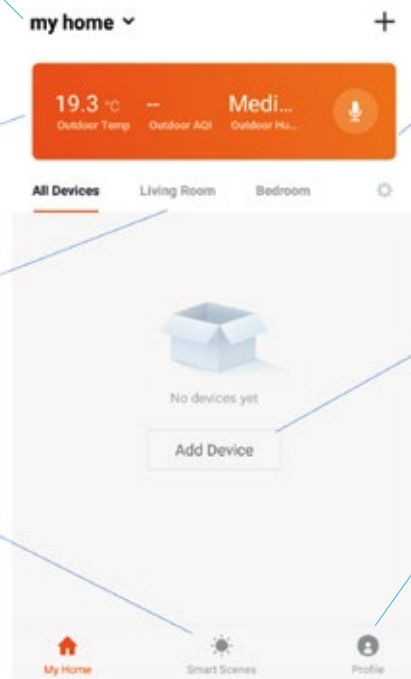 my home
19.3 °C -- Medi...
Outdoor Temp Outdoor AQI Outdoor Hu...
All Devices Living Room Bedroom
No devices yet
Add Device
My Home Smart Scenes Profile